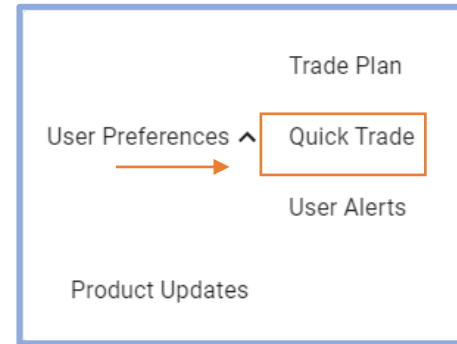 Trade Plan
User Preferences Quick Trade
User Alerts
Product Updates